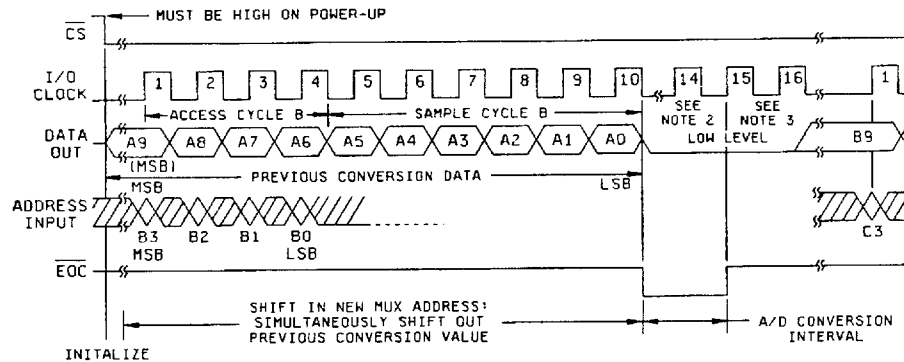 MUST BE HIGH ON POWER-UP
CS
I/O CLOCK
1 2 3 4 5 6 7 8 9 10 14 15 16 1
ACCESS CYCLE B
SAMPLE CYCLE B
SEE NOTE 2
SEE NOTE 3
LOW LEVEL
DATA OUT
A9 A8 A7 A6 A5 A4 A3 A2 A1 A0 B9
(MSB)
MSB
PREVIOUS CONVERSION DATA
LSB
ADDRESS INPUT
B3 B2 B1 B0 C3
MSB LSB
EOC
SHIFT IN NEW MUX ADDRESS:
SIMULTANEOUSLY SHIFT OUT
PREVIOUS CONVERSION VALUE
A/D CONVERSION
INTERVAL
INITALIZE